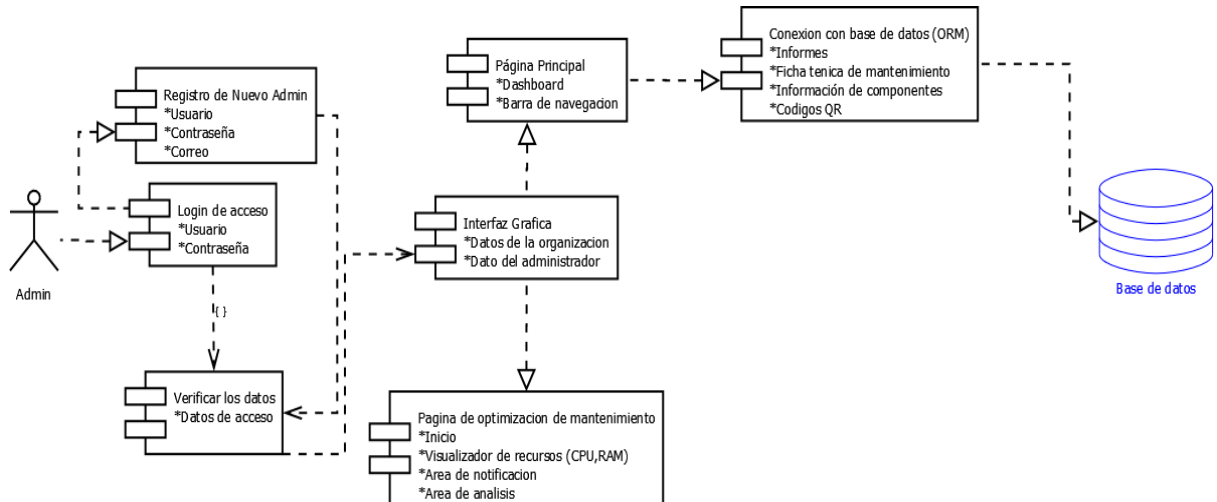 Registro de Nuevo Admin
*Usuario
*Contraseña
*Correo
Login de acceso
*Usuario
*Contraseña
Admin
{ }
Verificar los datos
*Datos de acceso
Página Principal
*Dashboard
*Barra de navegacion
Interfaz Grafica
*Datos de la organizacion
*Dato del administrador
Pagina de optimizacion de mantenimiento
*Inicio
*Visualizador de recursos (CPU,RAM)
*Area de notificacion
*Area de analisis
Conexion con base de datos (ORM)
*Informes
*Ficha tenica de mantenimiento
*Información de componentes
*Codigos QR
Base de datos